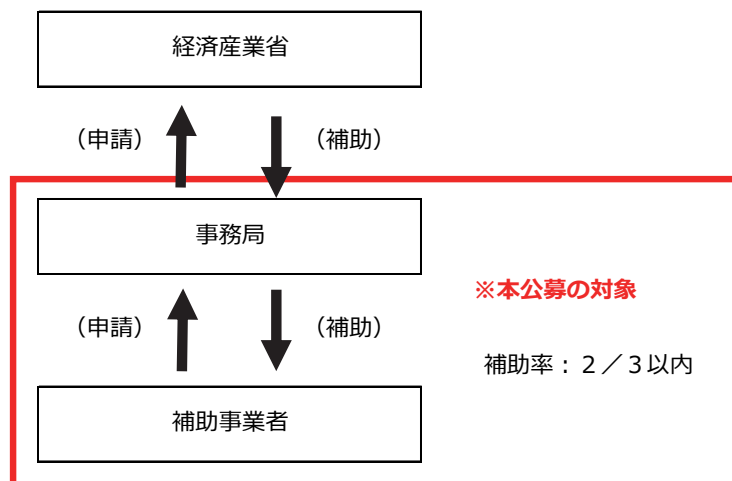 経済産業省
（申請） （補助）
事務局
※本公募の対象
（申請） （補助）
補助率：２／３以内
補助事業者